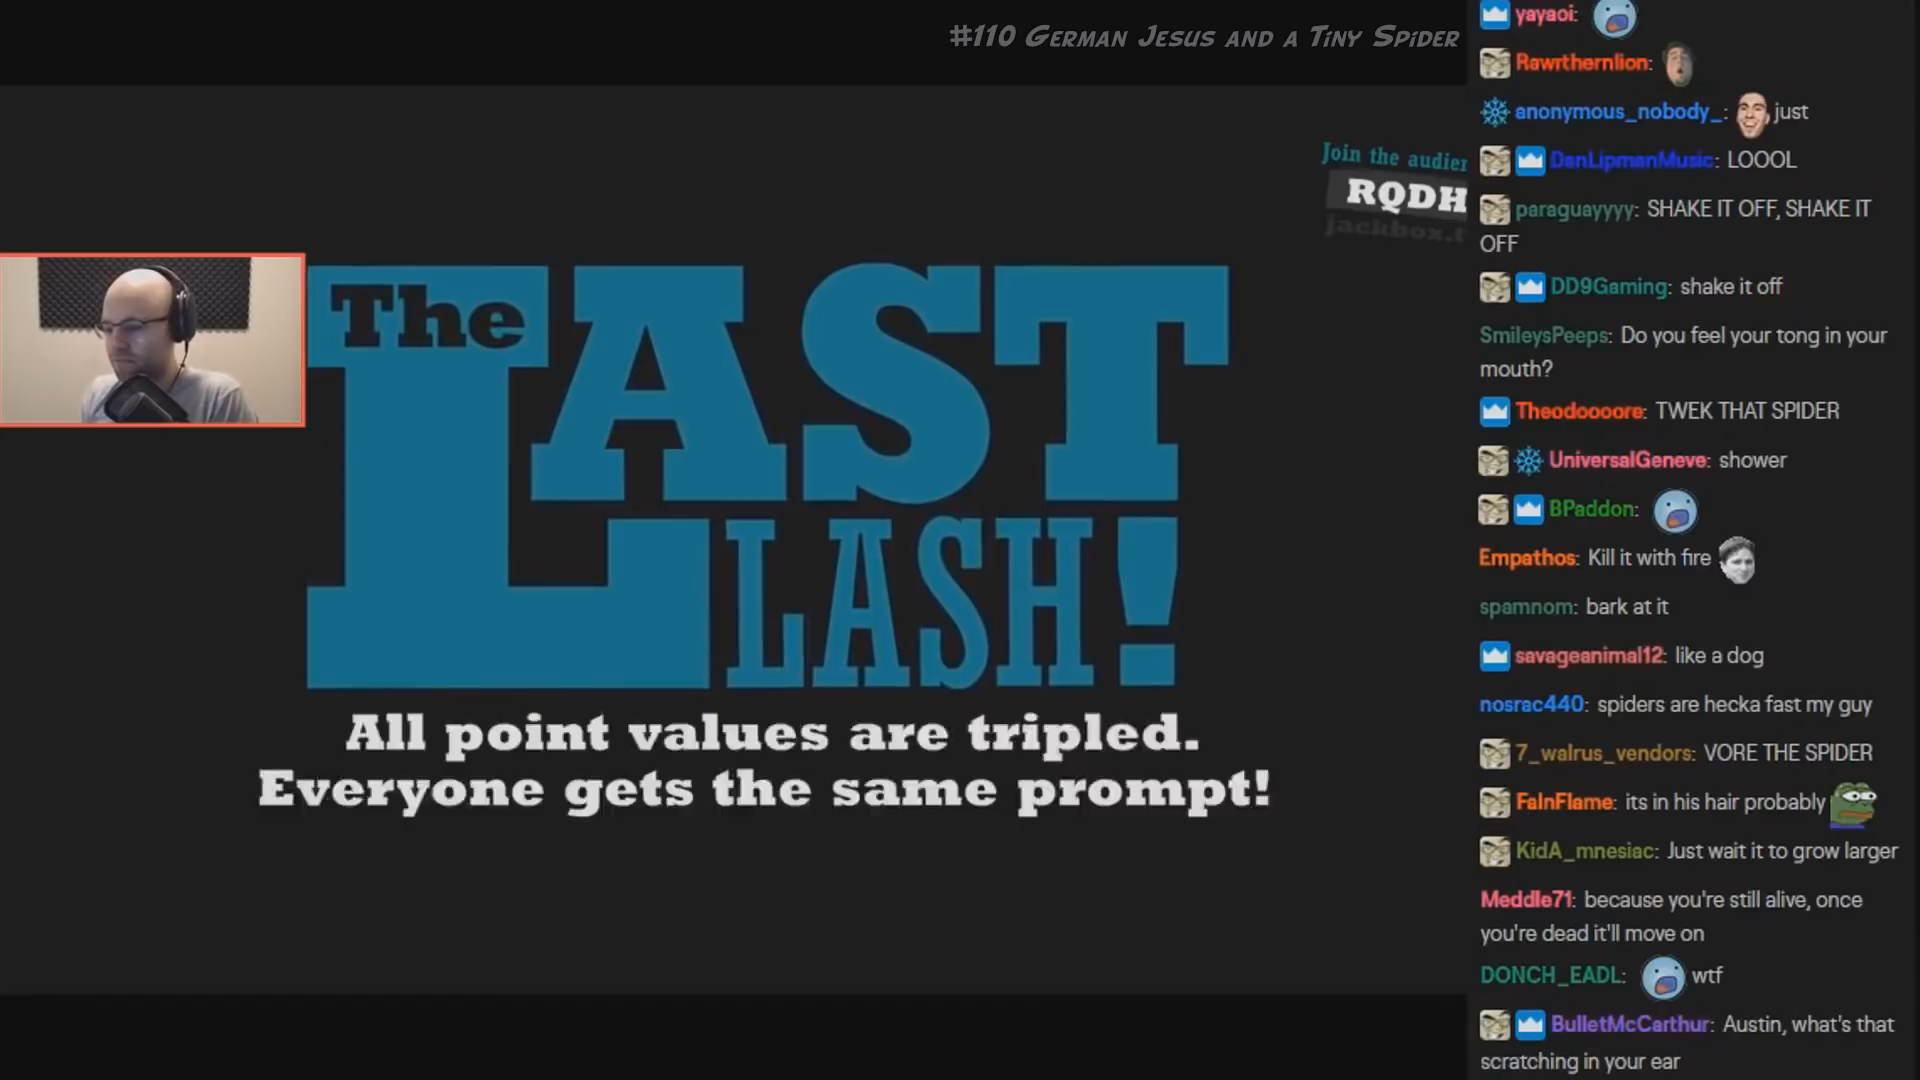 #110 German Jesus and a Tiny Spider
Join the audien
RQDH
jackbox.t
The LAST
LASH!
All point values are tripled.
Everyone gets the same prompt!
yayaoi:
Rawrthernlion:
anonymous_nobody_: just
DanLipmanMusic: LOOOL
paraguayyyy: SHAKE IT OFF, SHAKE IT
OFF
DD9Gaming: shake it off
SmileysPeeps: Do you feel your tong in your
mouth?
Theodoooore: TWEK THAT SPIDER
UniversalGeneve: shower
BPaddon:
Empathos: Kill it with fire
spamnom: bark at it
savageanimal12: like a dog
nosrac440: spiders are hecka fast my guy
7_walrus_vendors: VORE THE SPIDER
FalnFlame: its in his hair probably
KidA_mnesiac: Just wait it to grow larger
Meddle71: because you're still alive, once
you're dead it'll move on
DONCH_EADL: wtf
BulletMcCarthur: Austin, what's that
scratching in your ear